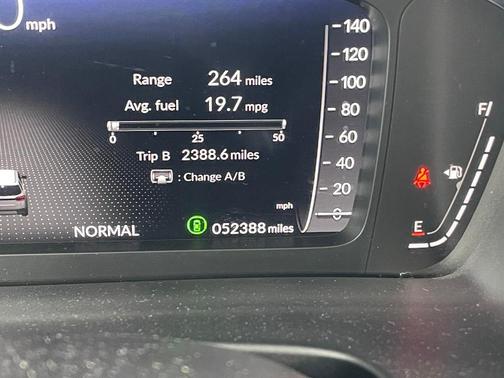 0 mph
Range 264 miles
Avg. fuel 19.7 mpg
0 25 50
Trip B 2388.6 miles
: Change A/B
NORMAL
052388 miles
140
120
100
80
60
40
20
0
mph
F
E